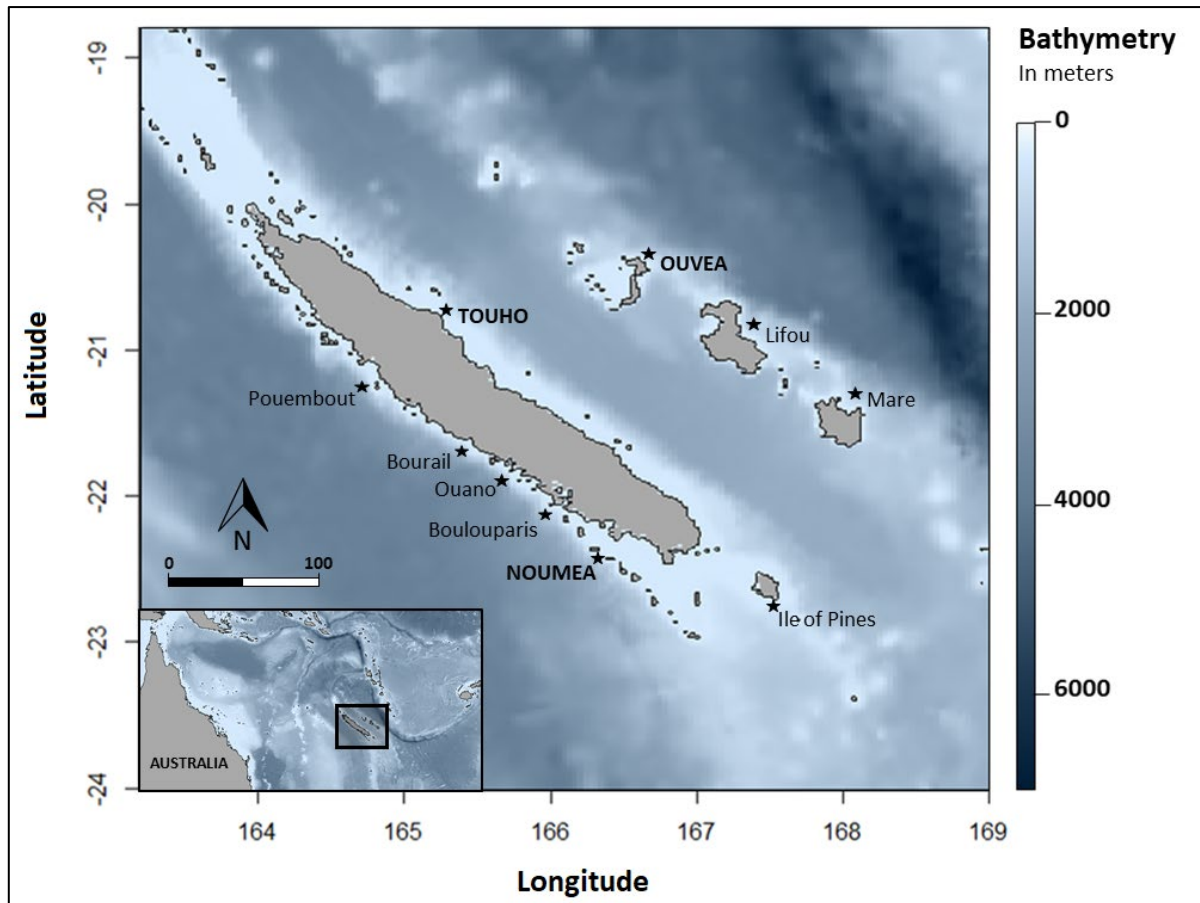 Bathymetry
In meters
0
2000
4000
6000
Latitude
-19
-20
-21
-22
-23
-24
OUVEA
TOUHO
Lifou
Pouembout
Mare
Bourail
Ouano
Boulouparis
NOUMEA
Ile of Pines
N
0 100
AUSTRALIA
164 165 166 167 168 169
Longitude